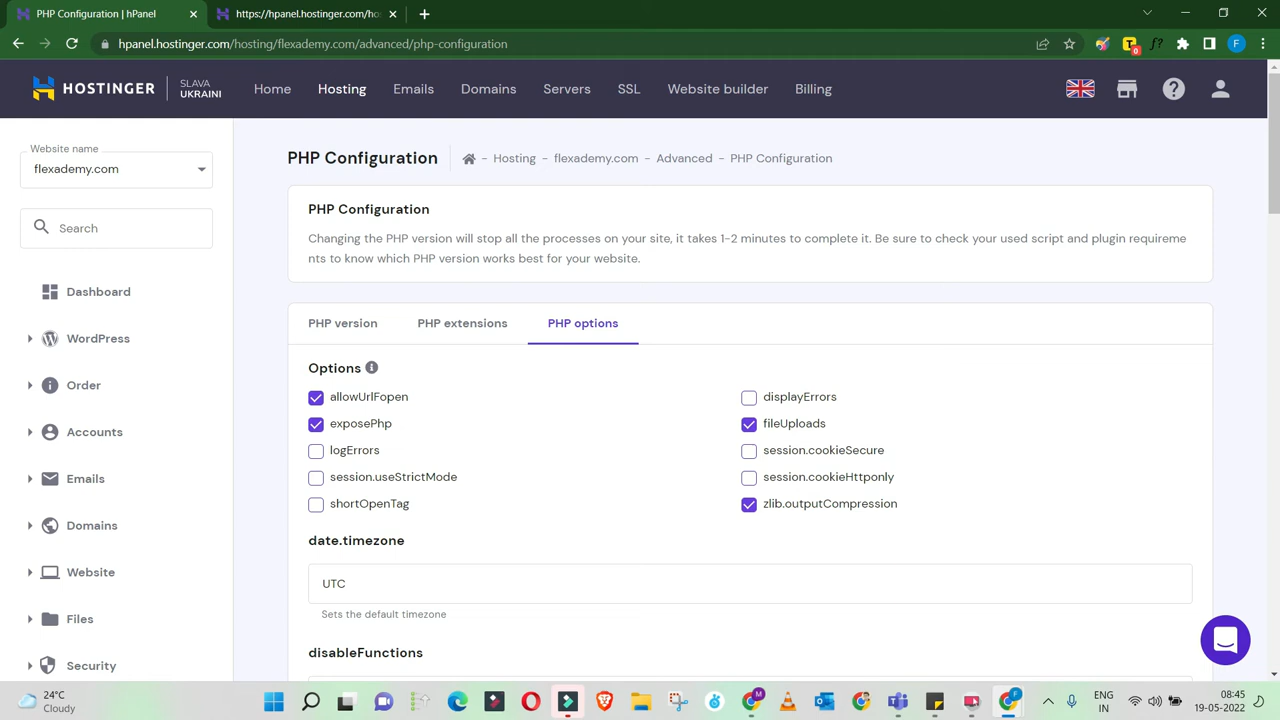 PHP Configuration | hPanel
https://hpanel.hostinger.com/ho
hpanel.hostinger.com/hosting/flexademy.com/advanced/php-configuration
0
F
HOSTINGER
SLAVA
UKRAINI
Home
Hosting
Emails
Domains
Servers
SSL
Website builder
Billing
Website name
flexademy.com
Search
Dashboard
WordPress
Order
Accounts
Emails
Domains
Website
Files
Security
PHP Configuration
- Hosting - flexademy.com - Advanced - PHP Configuration
PHP Configuration
Changing the PHP version will stop all the processes on your site, it takes 1-2 minutes to complete it. Be sure to check your used script and plugin requireme
nts to know which PHP version works best for your website.
PHP version
PHP extensions
PHP options
Options
allowUrlFopen
displayErrors
exposePhp
fileUploads
logErrors
session.cookieSecure
session.useStrictMode
session.cookieHttponly
shortOpenTag
zlib.outputCompression
date.timezone
UTC
Sets the default timezone
disableFunctions
24°C
Cloudy
M
F
ENG
IN
08:45
19-05-2022